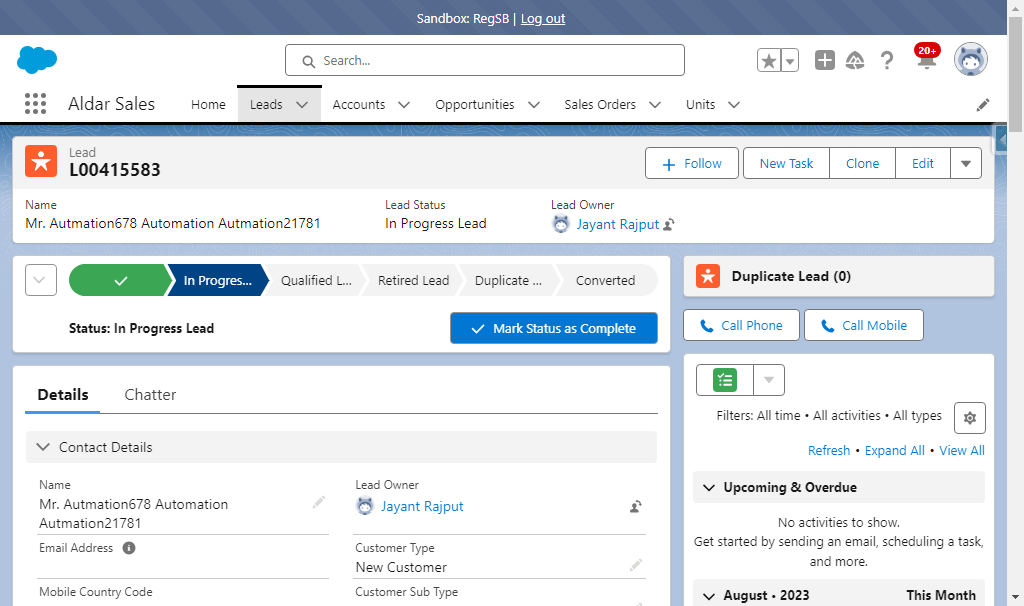 Sandbox: RegSB | Log out
Search...
20+
Aldar Sales
Home
Leads
Accounts
Opportunities
Sales Orders
Units
Lead
L00415583
Follow
New Task
Clone
Edit
Name
Mr. Autmation678 Automation Autmation21781
Lead Status
In Progress Lead
Lead Owner
Jayant Rajput
In Progres...
Qualified L...
Retired Lead
Duplicate ...
Converted
Status: In Progress Lead
Mark Status as Complete
Duplicate Lead (0)
Call Phone
Call Mobile
Details
Chatter
Contact Details
Name
Mr. Autmation678 Automation
Autmation21781
Lead Owner
Jayant Rajput
Email Address
Customer Type
New Customer
Mobile Country Code
Customer Sub Type
Filters: All time • All activities • All types
Refresh • Expand All • View All
Upcoming & Overdue
No activities to show.
Get started by sending an email, scheduling a task,
and more.
August • 2023
This Month